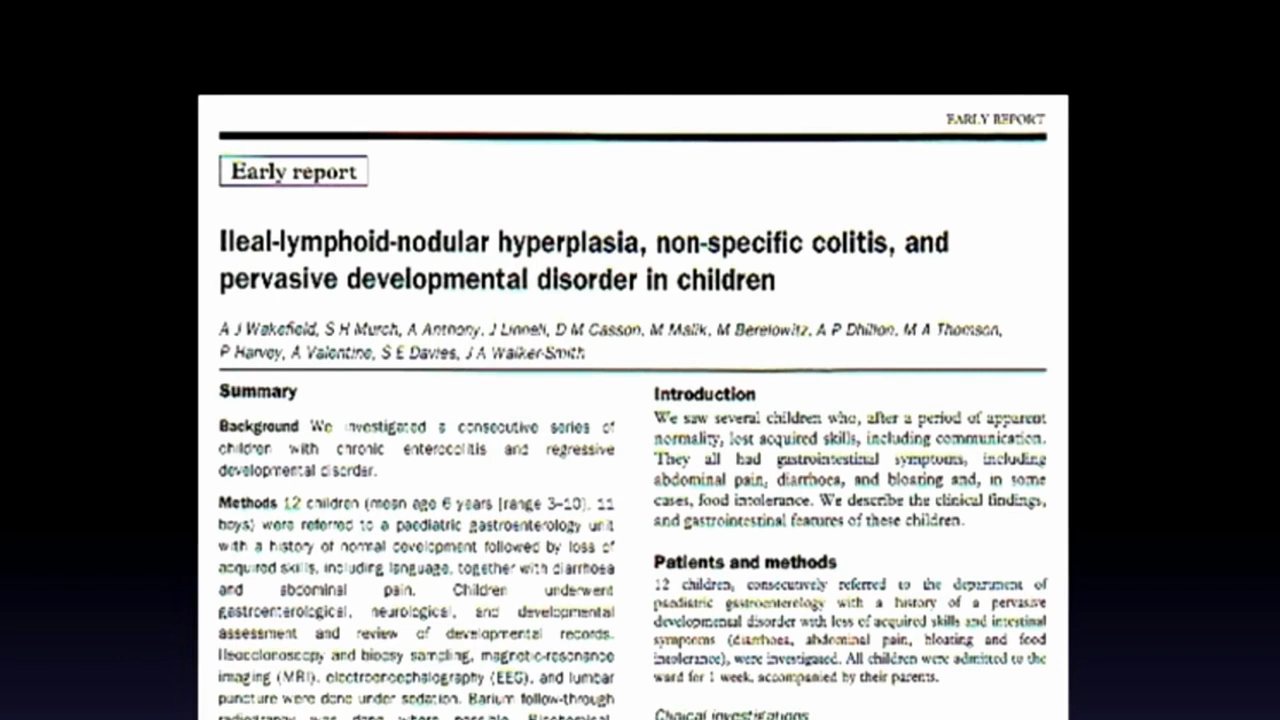 EARLY REPORT
Early report
Ileal-lymphoid-nodular hyperplasia, non-specific colitis, and
pervasive developmental disorder in children
A J Wakefield, S H Murch, A Anthony, J Linnell, D M Casson, M Malik, M Berelowitz, A P Dhillon, M A Thomson,
P Harvey, A Valentine, S E Davies, J A Walker-Smith
Summary
Background We investigated a consecutive series of
children with chronic enterocolitis and regressive
developmental disorder.
Methods 12 children (mean age 6 years [range 3–10], 11
boys) were referred to a paediatric gastroenterology unit
with a history of normal development followed by loss of
acquired skills, including language, together with diarrhoea
and abdominal pain. Children underwent
gastroenterological, neurological, and developmental
assessment and review of developmental records.
Ileocolonoscopy and biopsy sampling, magnetic-resonance
imaging (MRI), electroencephalography (EEG), and lumbar
puncture were done under sedation. Barium follow-through
radiography was done where possible. Biochemical,
Introduction
We saw several children who, after a period of apparent
normality, lost acquired skills, including communication.
They all had gastrointestinal symptoms, including
abdominal pain, diarrhoea, and bloating and, in some
cases, food intolerance. We describe the clinical findings,
and gastrointestinal features of these children.
Patients and methods
12 children, consecutively referred to the department of
paediatric gastroenterology with a history of a pervasive
developmental disorder with loss of acquired skills and intestinal
symptoms (diarrhoea, abdominal pain, bloating and food
intolerance), were investigated. All children were admitted to the
ward for 1 week, accompanied by their parents.
Clinical investigations